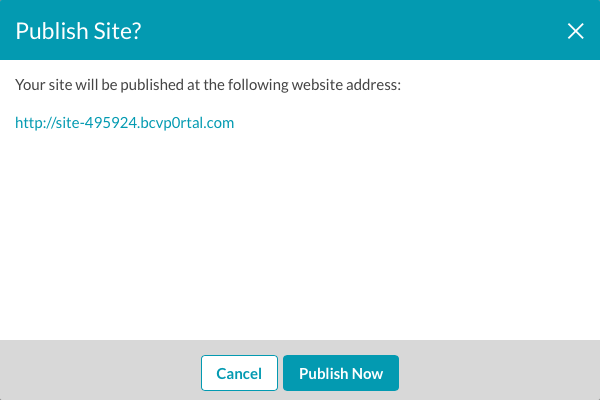 Publish Site?
Your site will be published at the following website address:
http://site-495924.bcvp0rtal.com
Cancel
Publish Now